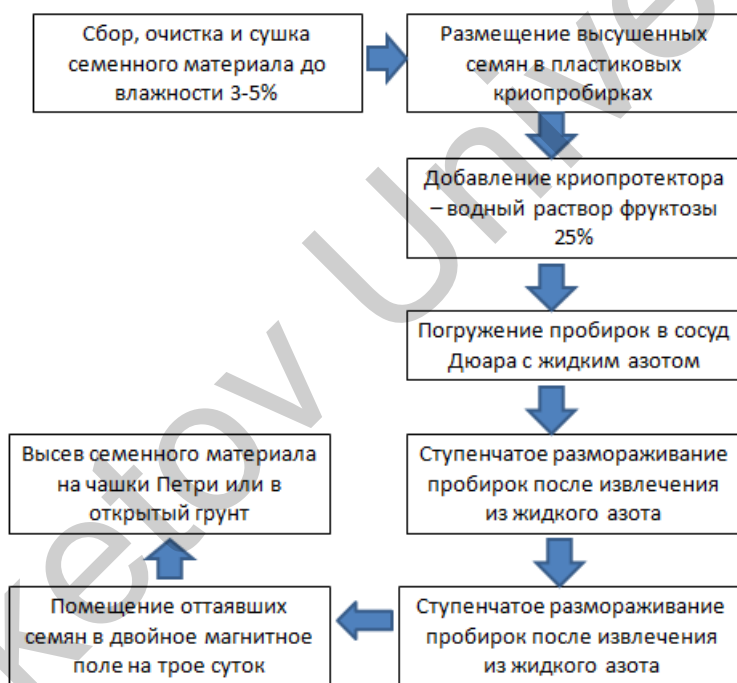 Сбор, очистка и сушка
семенного материала до
влажности 3-5%
Размещение высушенных
семян в пластиковых
криопробирках
Добавление криопротектора
– водный раствор фруктозы
25%
Погружение пробирок в сосуд
Дюара с жидким азотом
Ступенчатое размораживание
пробирок после извлечения
из жидкого азота
Ступенчатое размораживание
пробирок после извлечения
из жидкого азота
Помещение оттаявших
семян в двойное магнитное
поле на трое суток
Высев семенного материала
на чашки Петри или в
открытый грунт
ketov Unive